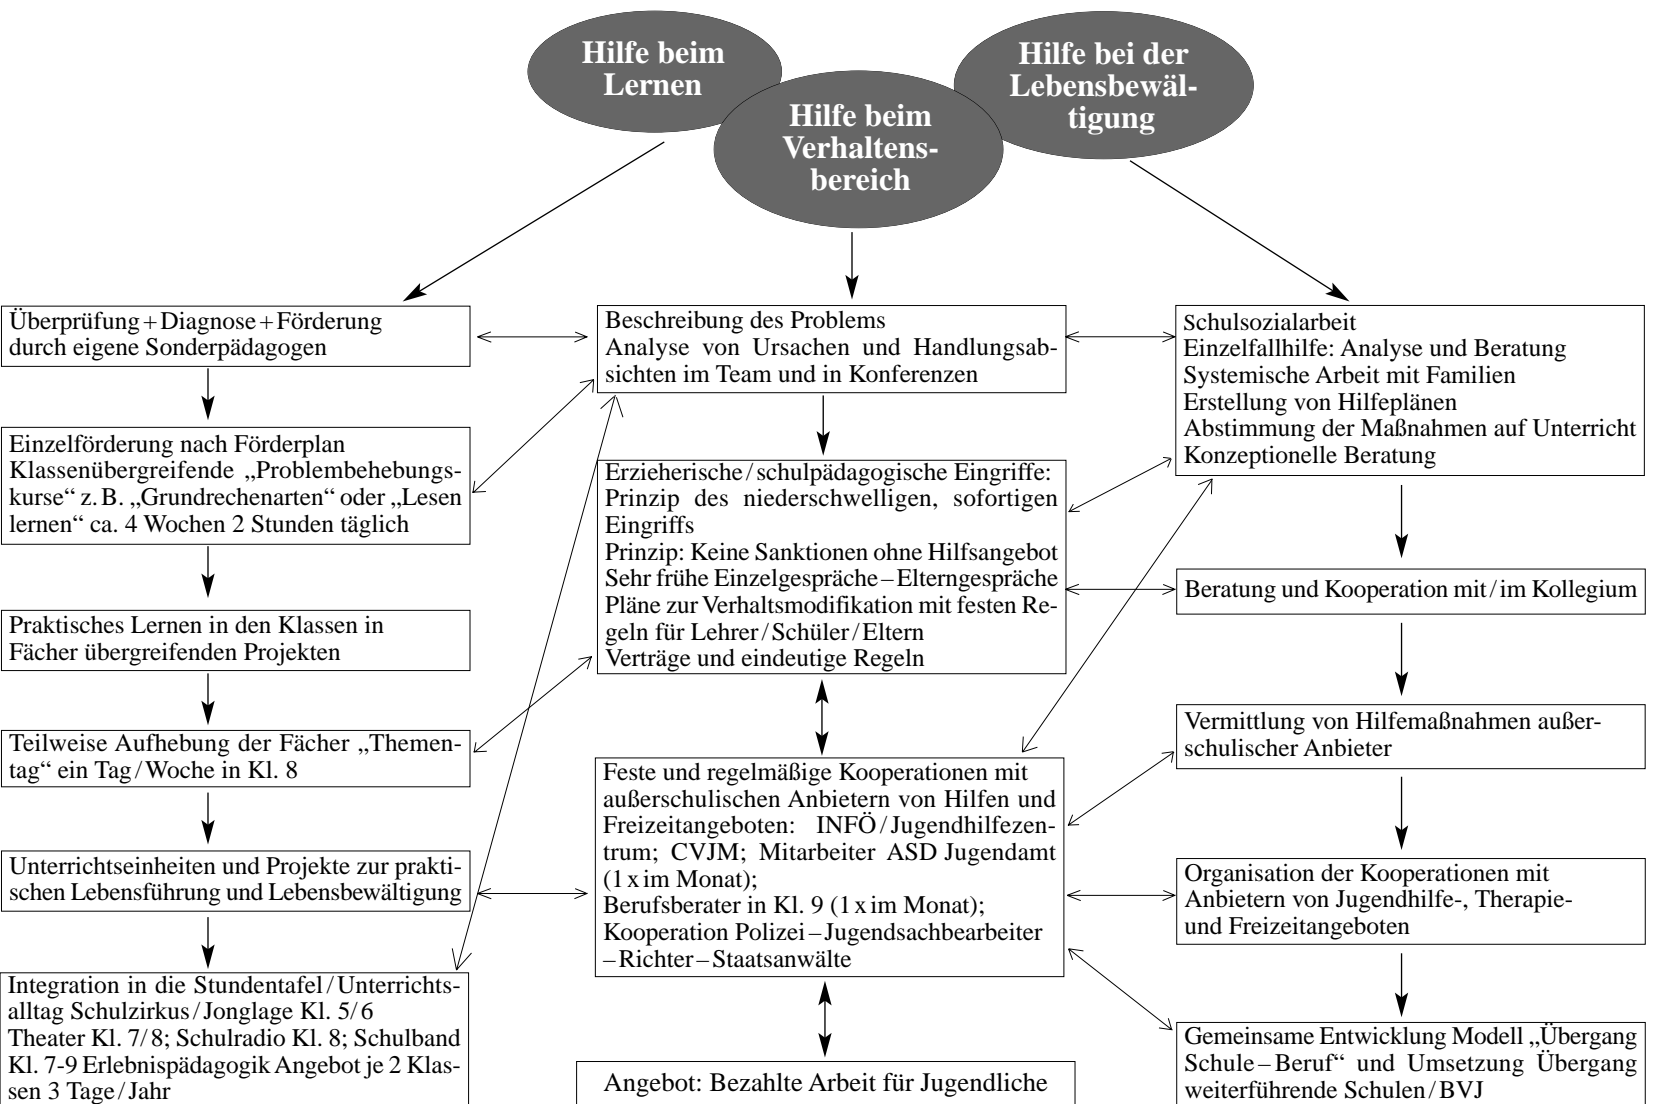 Hilfe beim
Lernen
Hilfe beim
Verhaltens-
bereich
Hilfe bei der
Lebensbewäl-
tigung
Überprüfung+Diagnose+Förderung
durch eigene Sonderpädagogen
Einzelförderung nach Förderplan
Klassenübergreifende „Problembehebungs-
kurse“ z.B. „Grundrechenarten“ oder „Lesen
lernen“ ca. 4 Wochen 2 Stunden täglich
Praktisches Lernen in den Klassen in
Fächer übergreifenden Projekten
Teilweise Aufhebung der Fächer „Themen-
tag“ ein Tag/Woche in Kl. 8
Unterrichtseinheiten und Projekte zur prakti-
schen Lebensführung und Lebensbewältigung
Integration in die Stundentafel/Unterrichts-
alltag Schulzirkus/Jonglage Kl. 5/6
Theater Kl. 7/8; Schulradio Kl. 8; Schulband
Kl. 7-9 Erlebnispädagogik Angebot je 2 Klas-
sen 3 Tage/Jahr
Beschreibung des Problems
Analyse von Ursachen und Handlungsab-
sichten im Team und in Konferenzen
Erzieherische/schulpädagogische Eingriffe:
Prinzip des niederschwelligen, sofortigen
Eingriffs
Prinzip: Keine Sanktionen ohne Hilfsangebot
Sehr frühe Einzelgespräche–Elterngespräche
Pläne zur Verhaltsmodifikation mit festen Re-
geln für Lehrer/Schüler/Eltern
Verträge und eindeutige Regeln
Feste und regelmäßige Kooperationen mit
außerschulischen Anbietern von Hilfen und
Freizeitangeboten: INFÖ/Jugendhilfezen-
trum; CVJM; Mitarbeiter ASD Jugendamt
(1x im Monat);
Berufsberater in Kl. 9 (1x im Monat);
Kooperation Polizei–Jugendsachbearbeiter
–Richter–Staatsanwälte
Angebot: Bezahlte Arbeit für Jugendliche
Schulsozialarbeit
Einzelfallhilfe: Analyse und Beratung
Systemische Arbeit mit Familien
Erstellung von Hilfeplänen
Abstimmung der Maßnahmen auf Unterricht
Konzeptionelle Beratung
Beratung und Kooperation mit/im Kollegium
Vermittlung von Hilfemaßnahmen außer-
schulischer Anbieter
Organisation der Kooperationen mit
Anbietern von Jugendhilfe-, Therapie-
und Freizeitangeboten
Gemeinsame Entwicklung Modell „Übergang
Schule–Beruf“ und Umsetzung Übergang
weiterführende Schulen/BVJ